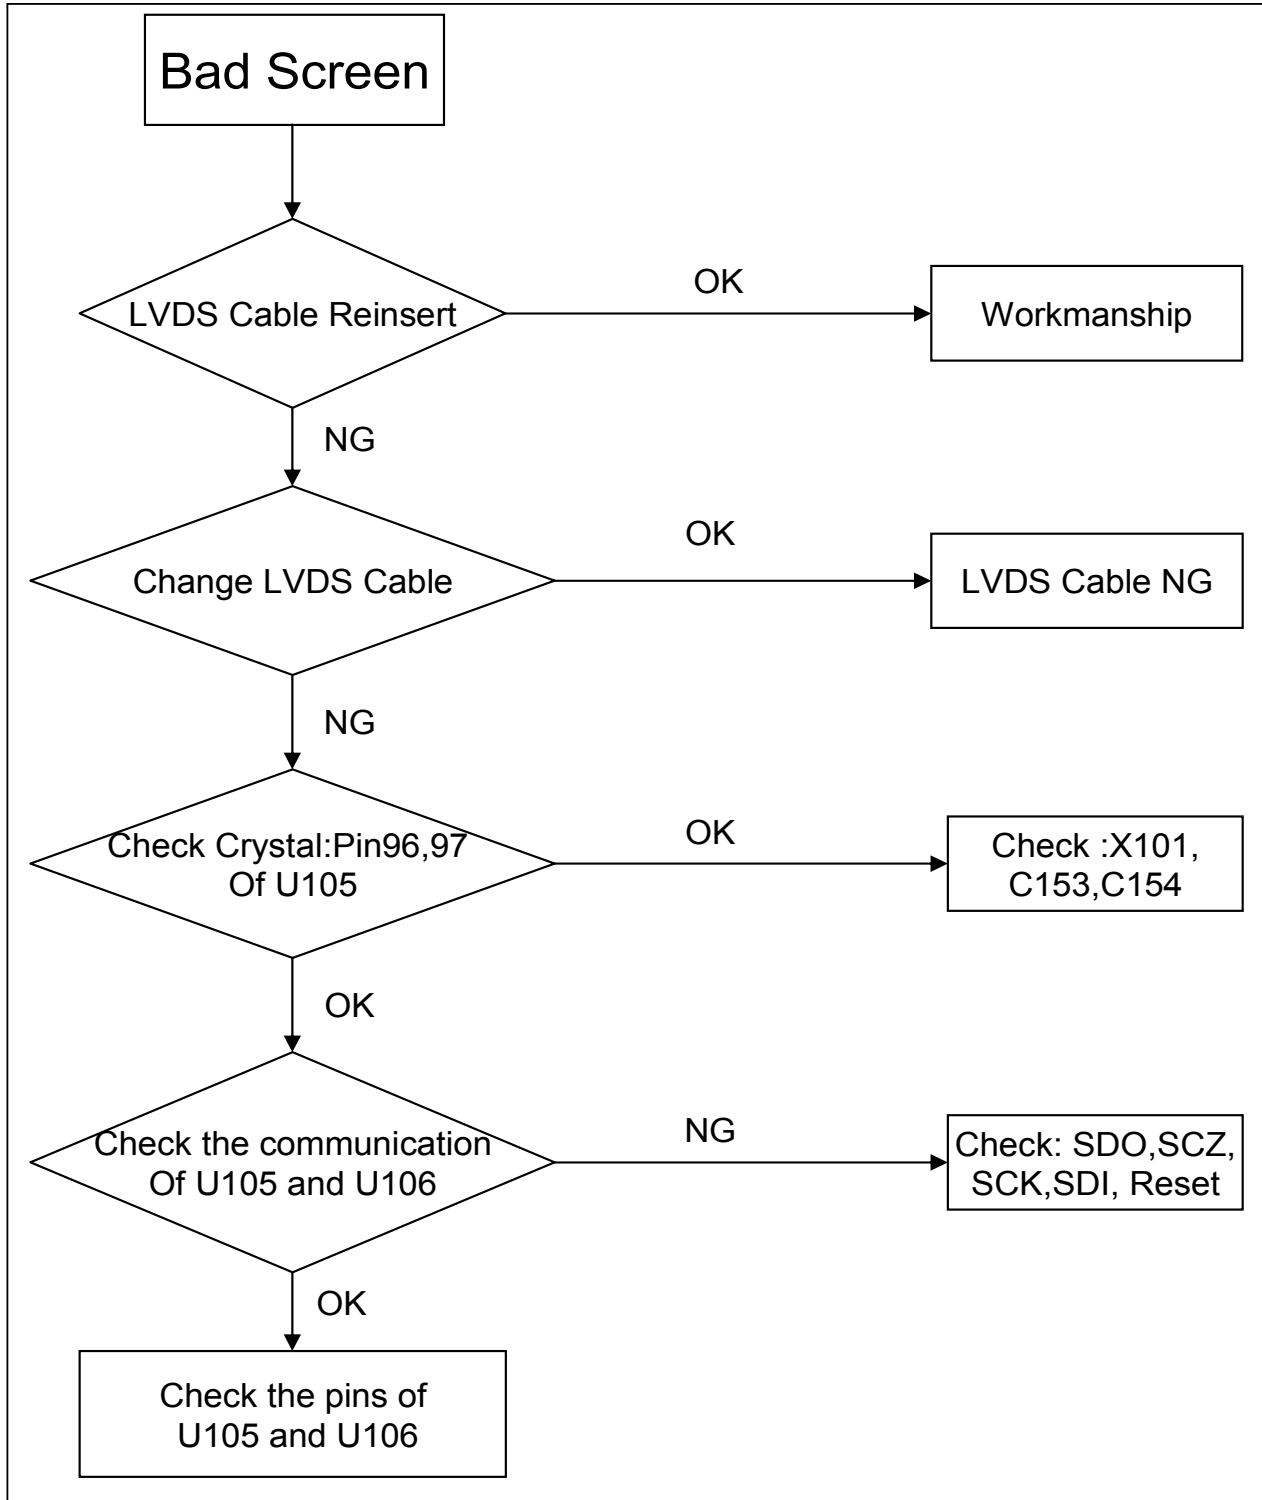 Bad Screen
LVDS Cable Reinsert
OK
Workmanship
NG
Change LVDS Cable
OK
LVDS Cable NG
NG
Check Crystal:Pin96,97
Of U105
OK
Check :X101,
C153,C154
OK
Check the communication
Of U105 and U106
NG
Check: SDO,SCZ,
SCK,SDI, Reset
OK
Check the pins of
U105 and U106